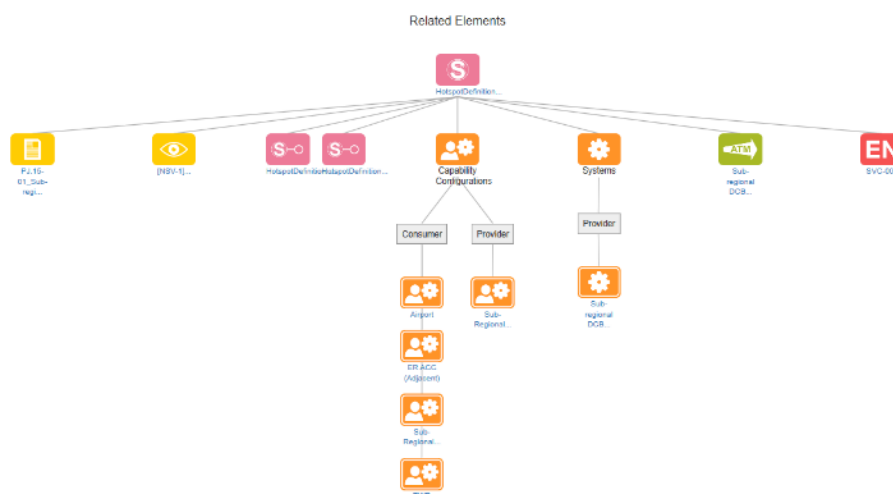 Related Elements
S
HotspotDefinition...
S
S
ATM
EN
PJ.15-
01_Sub-
regi...
[NSV-1]...
HotspotDefinitio
HotspotDefinition...
Capability
Configurations
Systems
Sub-
regional
DCB...
SVC-00
Consumer
Provider
Provider
Airport
Sub-
Regional...
Sub-
regional
DCB...
ER ACC
(Adjacent)
Sub-
Regional...